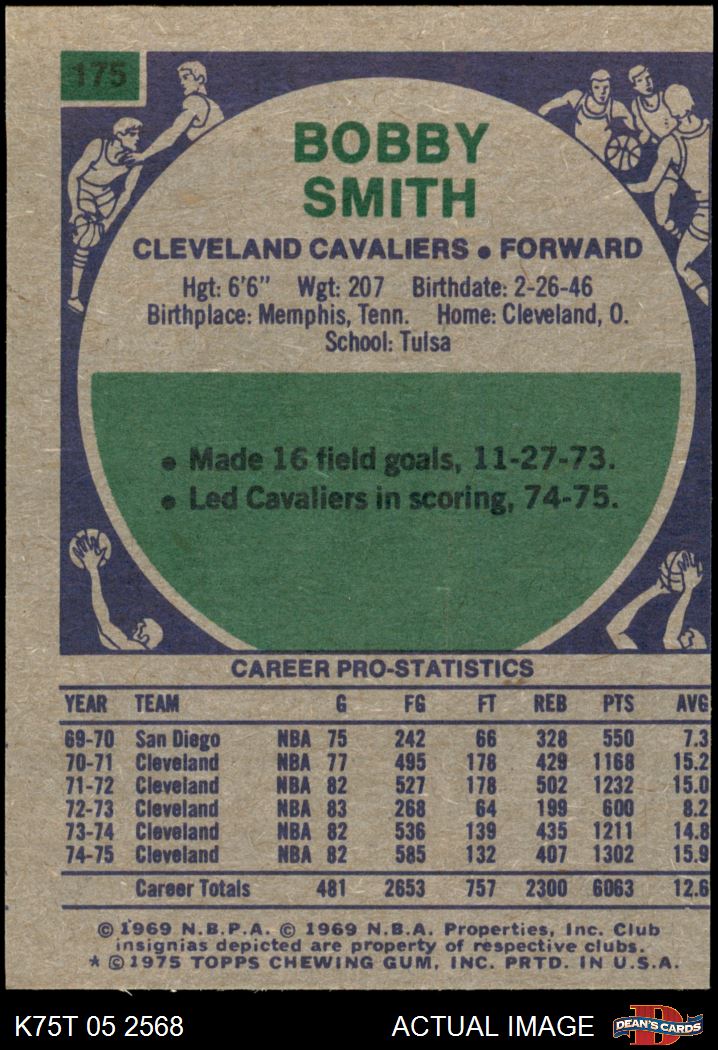 175
BOBBY
SMITH
CLEVELAND CAVALIERS • FORWARD
Hgt: 6'6" Wgt: 207 Birthdate: 2-26-46
Birthplace: Memphis, Tenn. Home: Cleveland, O.
School: Tulsa
• Made 16 field goals, 11-27-73.
• Led Cavaliers in scoring, 74-75.
CAREER PRO-STATISTICS
YEAR TEAM G FG FT REB PTS AVG
69-70 San Diego NBA 75 242 66 328 550 7.3
70-71 Cleveland NBA 77 495 178 429 1168 15.2
71-72 Cleveland NBA 82 527 178 502 1232 15.0
72-73 Cleveland NBA 83 268 64 199 600 8.2
73-74 Cleveland NBA 82 536 139 435 1211 14.8
74-75 Cleveland NBA 82 585 132 407 1302 15.9
Career Totals 481 2653 757 2300 6063 12.6
© 1969 N.B.P.A. © 1969 N.B.A. Properties, Inc. Club
insignias depicted are property of respective clubs.
* © 1975 TOPPS CHEWING GUM, INC. PRTD. IN U.S.A.
K75T 05 2568 ACTUAL IMAGE D DEAN'S CARDS